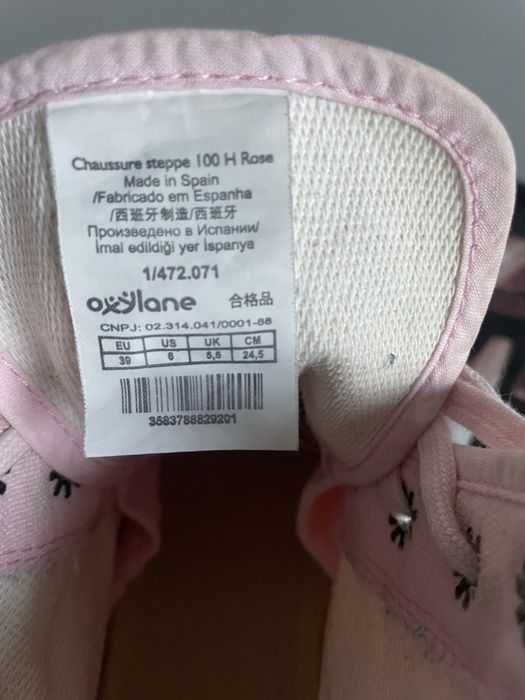 Chaussure steppe 100 H Rose
Made in Spain
/Fabricado em Espanha
/西班牙制造/西班牙
Произведено в Испании/
İmal edildiği yer İspanya
1/472.071
oxylane 合格品
CNPJ: 02.314.041/0001-88
EU US UK CM
39 6 5,5 24,5
3583788829201